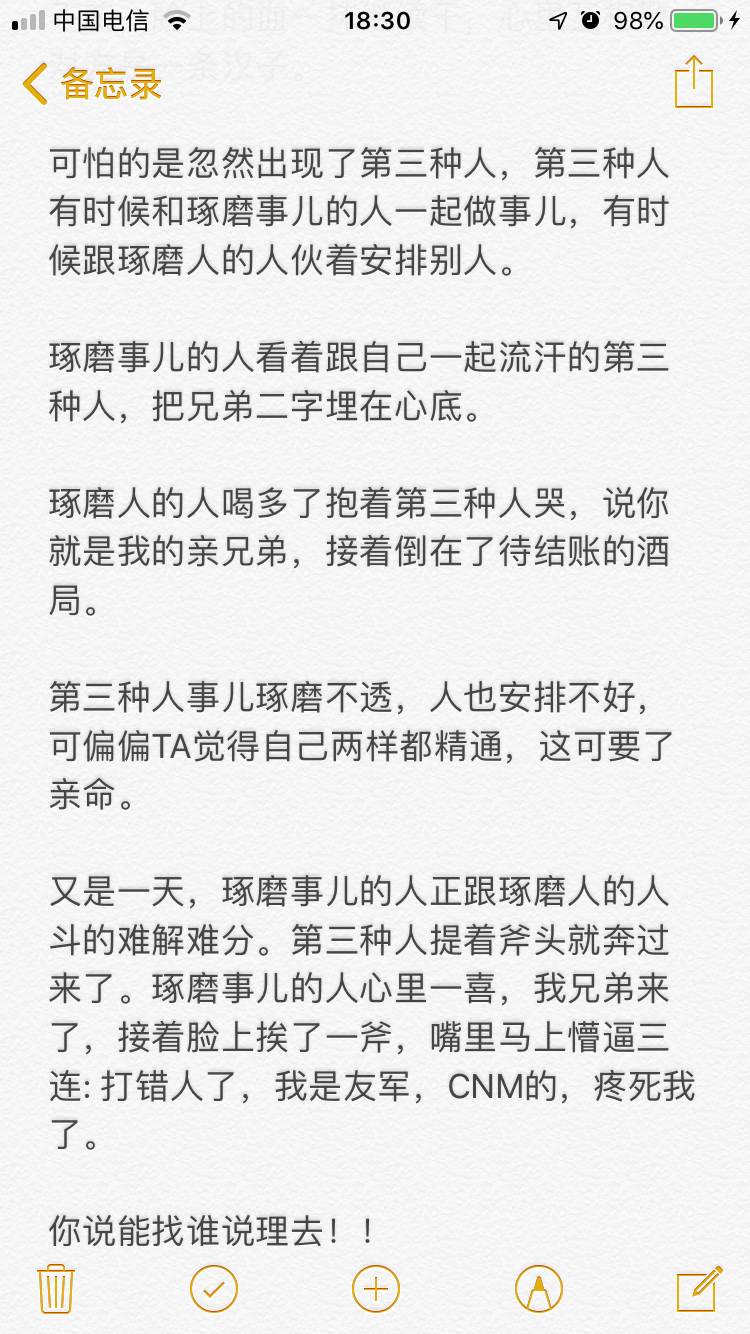 中国电信
18:30
98%
备忘录
可怕的是忽然出现了第三种人，第三种人
有时候和琢磨事儿的人一起做事儿，有时
候跟琢磨人的人伙着安排别人。
琢磨事儿的人看着跟自己一起流汗的第三
种人，把兄弟二字埋在心底。
琢磨人的人喝多了抱着第三种人哭，说你
就是我的亲兄弟，接着倒在了待结账的酒
局。
第三种人事儿琢磨不透，人也安排不好，
可偏偏TA觉得自己两样都精通，这可要了
亲命。
又是一天，琢磨事儿的人正跟琢磨人的人
斗的难解难分。第三种人提着斧头就奔过
来了。琢磨事儿的人心里一喜，我兄弟来
了，接着脸上挨了一斧，嘴里马上懵逼三
连: 打错人了，我是友军，CNM的，疼死我
了。
你说能找谁说理去！！